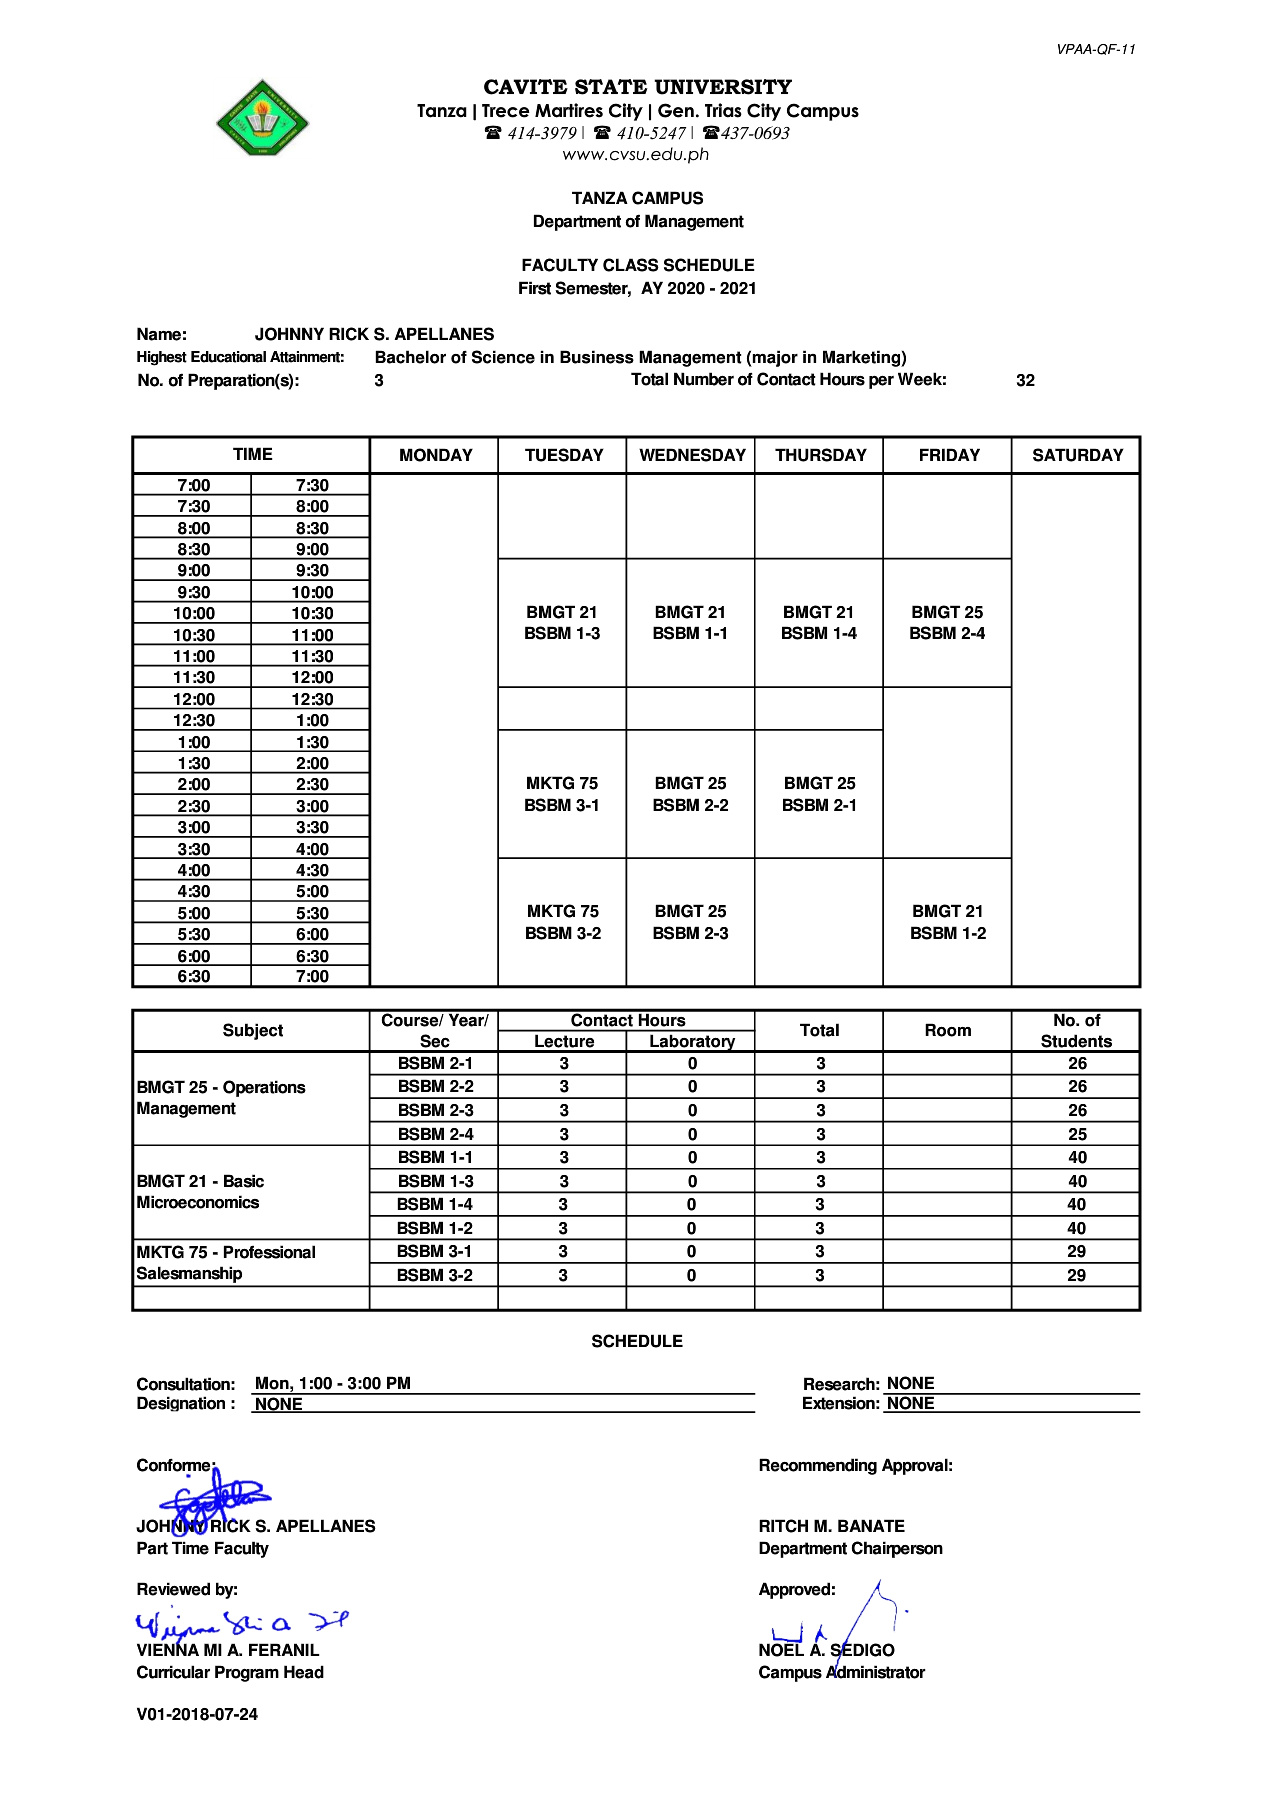 VPAA-QF-11
CAVITE STATE UNIVERSITY
Tanza | Trece Martires City | Gen. Trias City Campus
☎ 414-3979 | ☎ 410-5247 | ☎437-0693
www.cvsu.edu.ph
TANZA CAMPUS
Department of Management
FACULTY CLASS SCHEDULE
First Semester, AY 2020 - 2021
Name: JOHNNY RICK S. APELLANES
Highest Educational Attainment: Bachelor of Science in Business Management (major in Marketing)
No. of Preparation(s): 3 Total Number of Contact Hours per Week: 32
TIME MONDAY TUESDAY WEDNESDAY THURSDAY FRIDAY SATURDAY
7:00 7:30
7:30 8:00
8:00 8:30
8:30 9:00
9:00 9:30
9:30 10:00
10:00 10:30 BMGT 21 BMGT 21 BMGT 21 BMGT 25
10:30 11:00 BSBM 1-3 BSBM 1-1 BSBM 1-4 BSBM 2-4
11:00 11:30
11:30 12:00
12:00 12:30
12:30 1:00
1:00 1:30
1:30 2:00
2:00 2:30 MKTG 75 BMGT 25 BMGT 25
2:30 3:00 BSBM 3-1 BSBM 2-2 BSBM 2-1
3:00 3:30
3:30 4:00
4:00 4:30
4:30 5:00
5:00 5:30 MKTG 75 BMGT 25 BMGT 21
5:30 6:00 BSBM 3-2 BSBM 2-3 BSBM 1-2
6:00 6:30
6:30 7:00
Subject Course/ Year/ Sec Contact Hours Total Room No. of Students
Lecture Laboratory
BMGT 25 - Operations Management
BSBM 2-1 3 0 3 26
BSBM 2-2 3 0 3 26
BSBM 2-3 3 0 3 26
BSBM 2-4 3 0 3 25
BMGT 21 - Basic Microeconomics
BSBM 1-1 3 0 3 40
BSBM 1-3 3 0 3 40
BSBM 1-4 3 0 3 40
BSBM 1-2 3 0 3 40
MKTG 75 - Professional Salesmanship
BSBM 3-1 3 0 3 29
BSBM 3-2 3 0 3 29
SCHEDULE
Consultation: Mon, 1:00 - 3:00 PM Research: NONE
Designation : NONE Extension: NONE
Conforme: Recommending Approval:
JOHNNY RICK S. APELLANES RITCH M. BANATE
Part Time Faculty Department Chairperson
Reviewed by: Approved:
VIENNA MI A. FERANIL NOEL A. SEDIGO
Curricular Program Head Campus Administrator
V01-2018-07-24